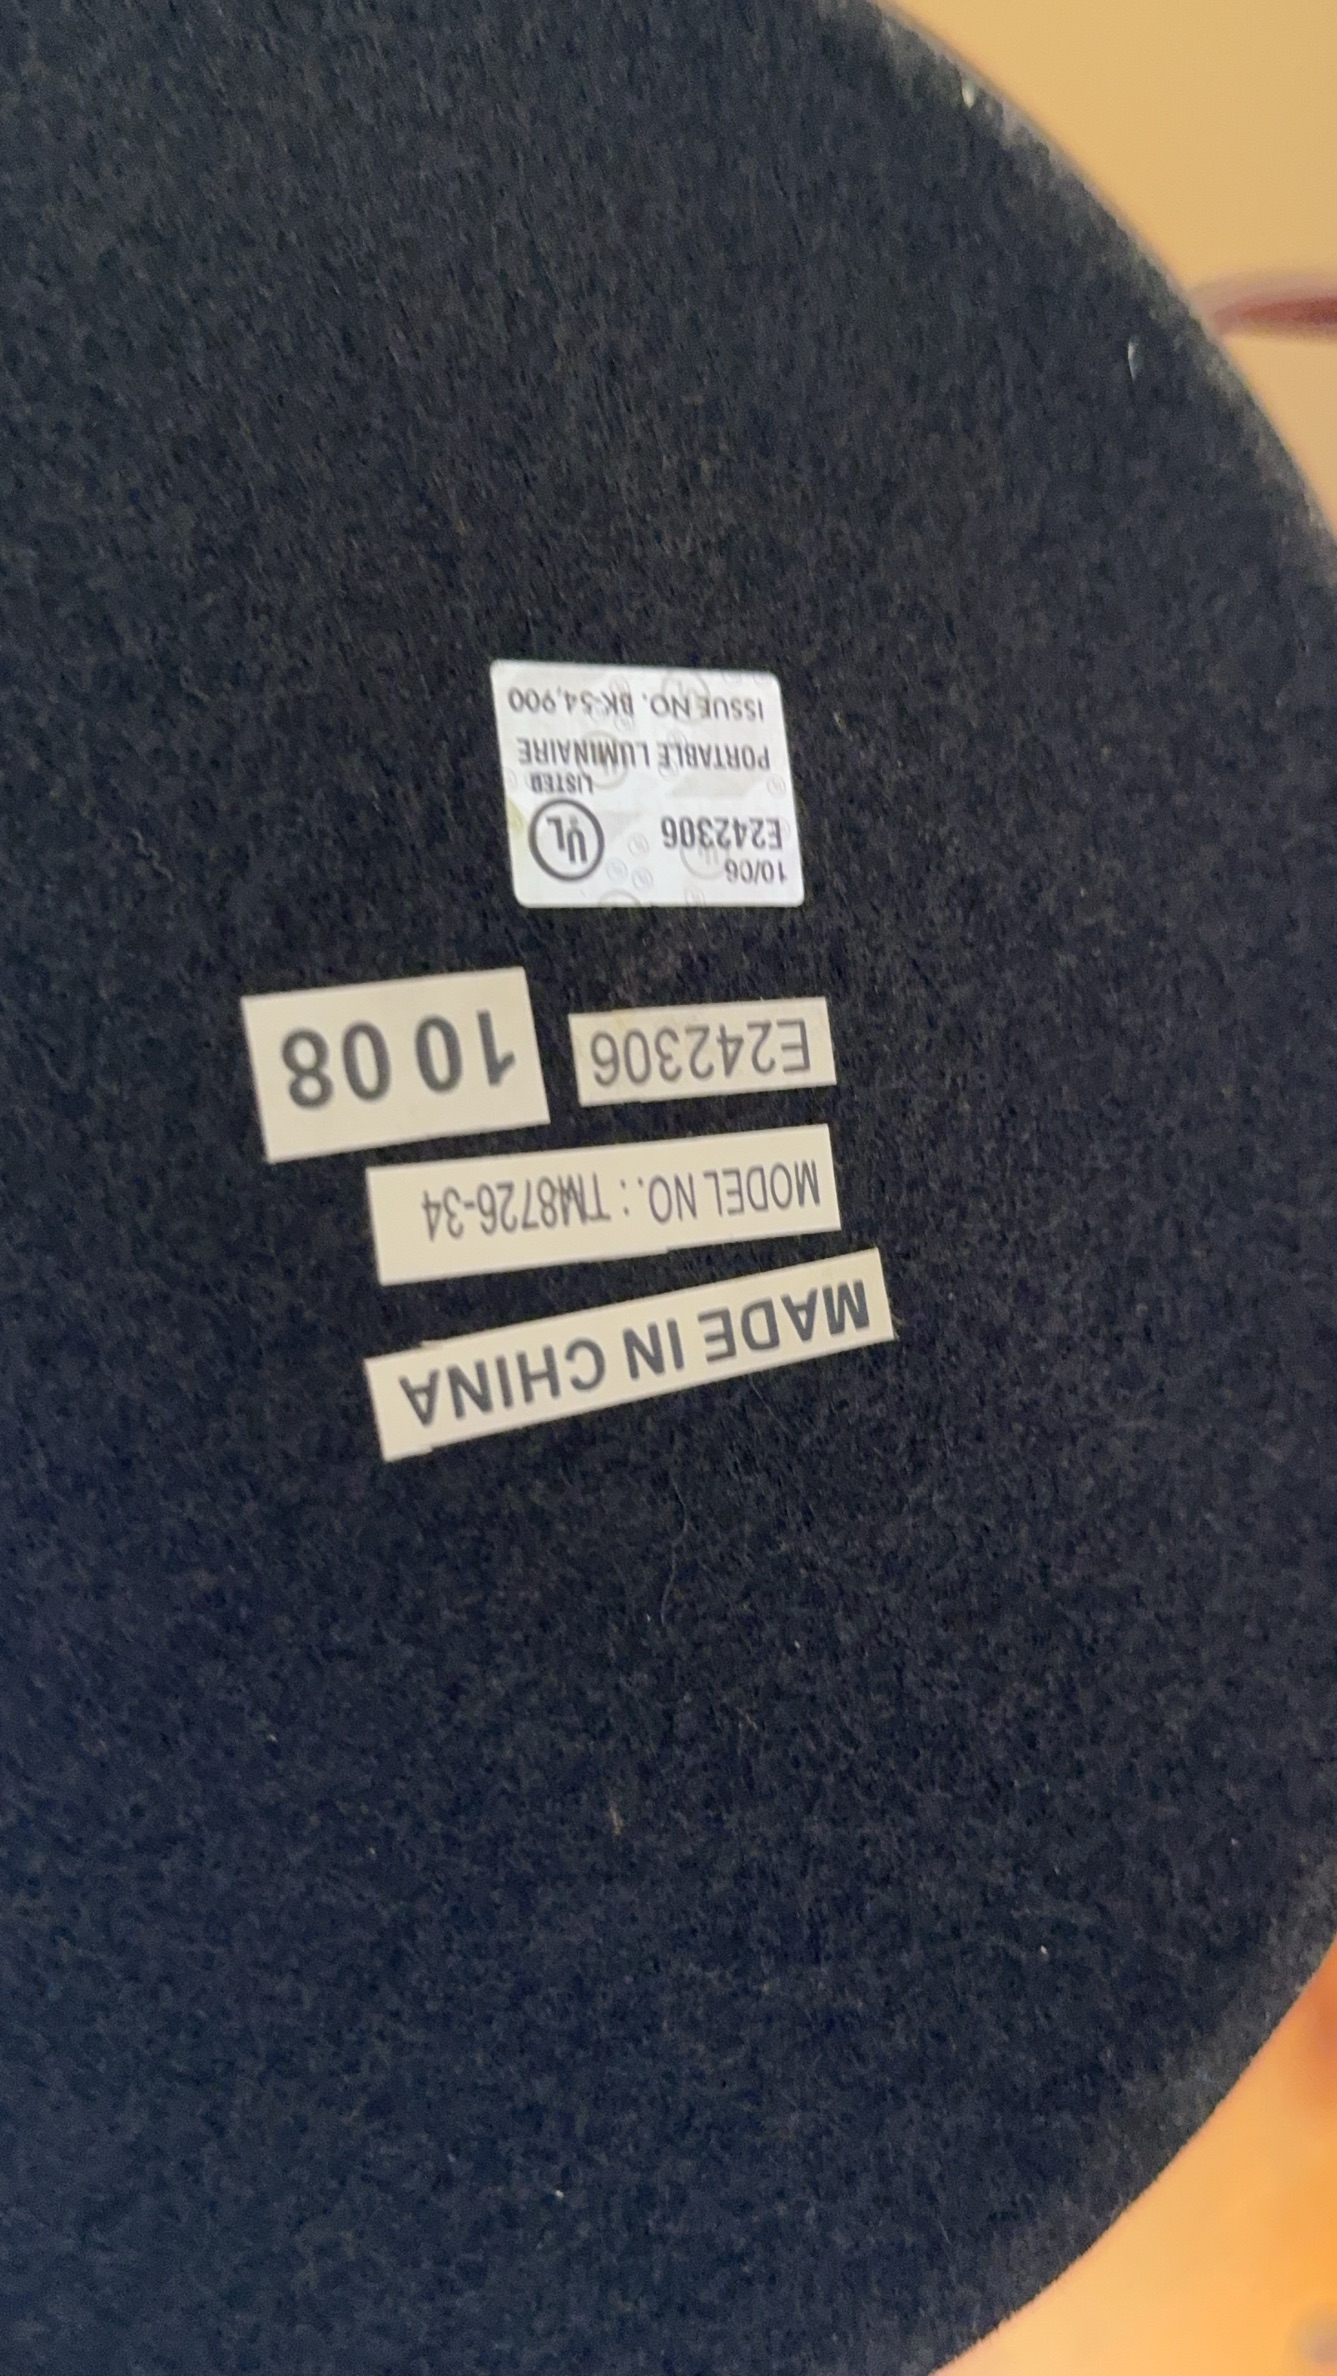 MADE IN CHINA
MODEL NO.: TM8726-34
E242306
10 08
10/06
E242306
UL
LISTED
PORTABLE LUMINAIRE
ISSUE NO. BK-54,900